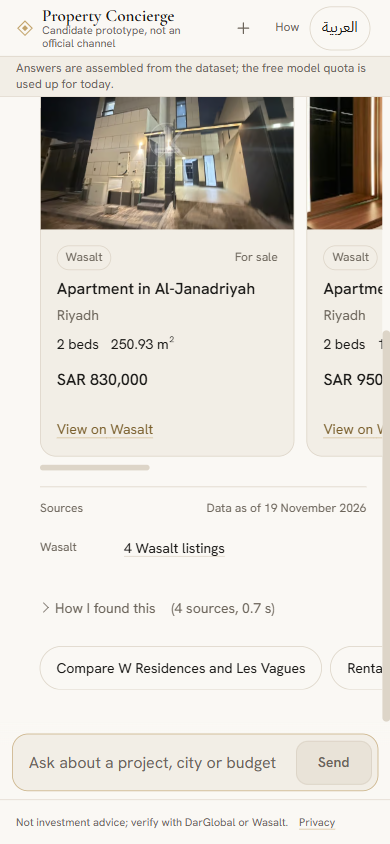 Property Concierge
Candidate prototype, not an
official channel
+
How
العربية
Answers are assembled from the dataset; the free model quota is
used up for today.
Wasalt
For sale
Apartment in Al-Janadriyah
Riyadh
2 beds 250.93 m²
SAR 830,000
View on Wasalt
Wasalt
Apartme
Riyadh
2 beds 1
SAR 950
View on W
Sources
Data as of 19 November 2026
Wasalt
4 Wasalt listings
How I found this (4 sources, 0.7 s)
Compare W Residences and Les Vagues
Renta
Ask about a project, city or budget
Send
Not investment advice; verify with DarGlobal or Wasalt. Privacy